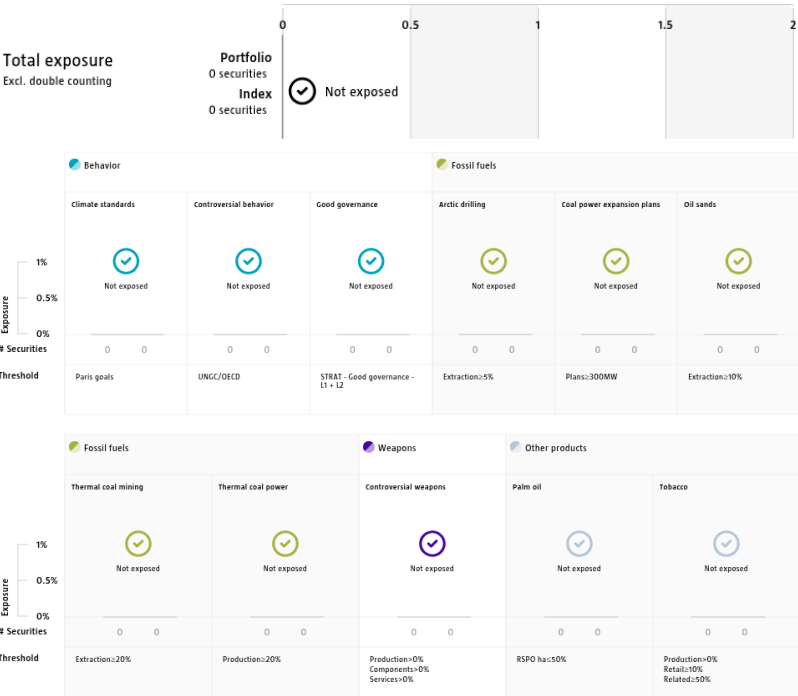 0 0.5 1 1.5 2
Total exposure
Excl. double counting
Portfolio
0 securities
Index
0 securities
Not exposed
Behavior Fossil fuels
Climate standards Controversial behavior Good governance Arctic drilling Coal power expansion plans Oil sands
1%
0.5%
0%
Exposure
Not exposed Not exposed Not exposed Not exposed Not exposed Not exposed
# Securities 0 0 0 0 0 0 0 0 0 0 0 0
Threshold Paris goals UNGC/OECD STRAT - Good governance - Extraction≥5% Plans≥300MW Extraction≥10%
L1 + L2
Fossil fuels Weapons Other products
Thermal coal mining Thermal coal power Controversial weapons Palm oil Tobacco
1%
0.5%
0%
Exposure
Not exposed Not exposed Not exposed Not exposed Not exposed
# Securities 0 0 0 0 0 0 0 0 0 0
Threshold Extraction≥20% Production≥20% Production>0% RSPO ha≤50% Production>0%
Components>0% Retail≥10%
Services>0% Related≥50%